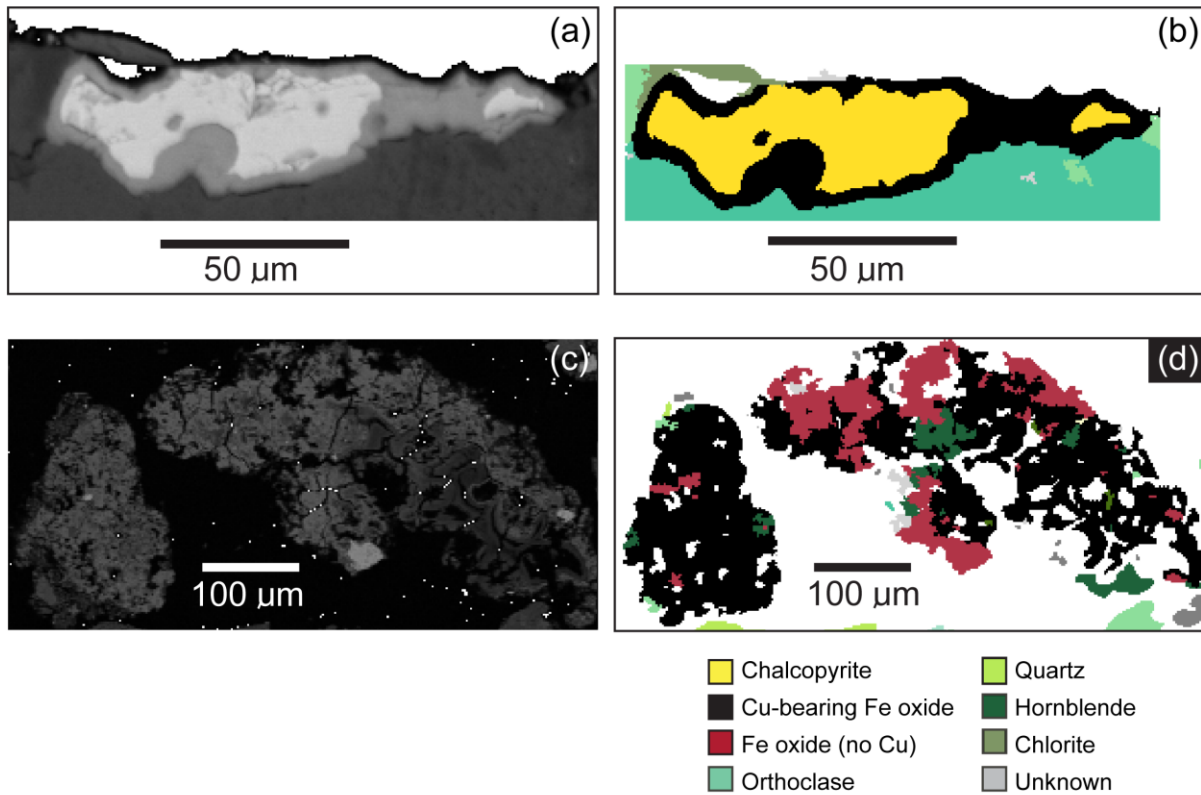 (a)
50 µm
(b)
50 µm
(c)
100 µm
(d)
100 µm
Chalcopyrite
Cu-bearing Fe oxide
Fe oxide (no Cu)
Orthoclase
Quartz
Hornblende
Chlorite
Unknown